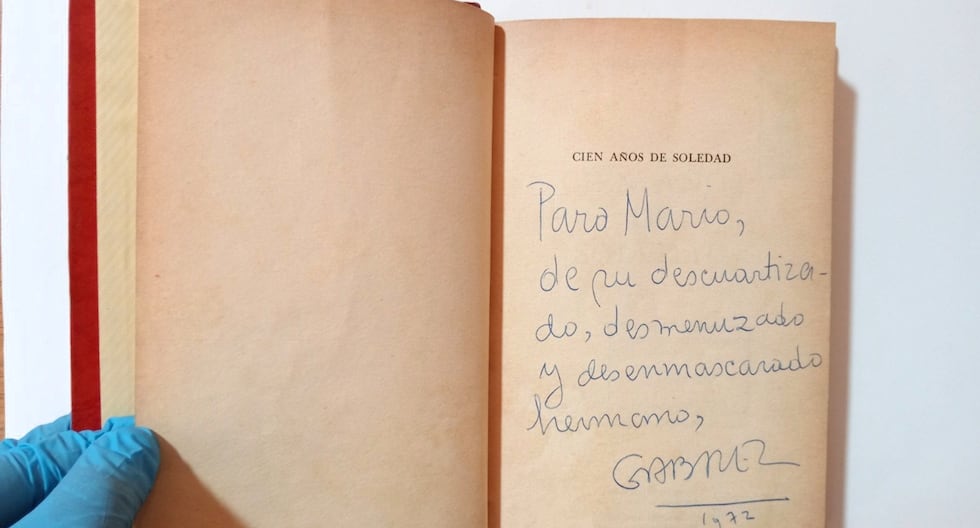 CIEN AÑOS DE SOLEDAD
Para Mario,
de su descuartiza-
do, desmenuzado
y desenmascarado
hermano,
GABRIEL
1972